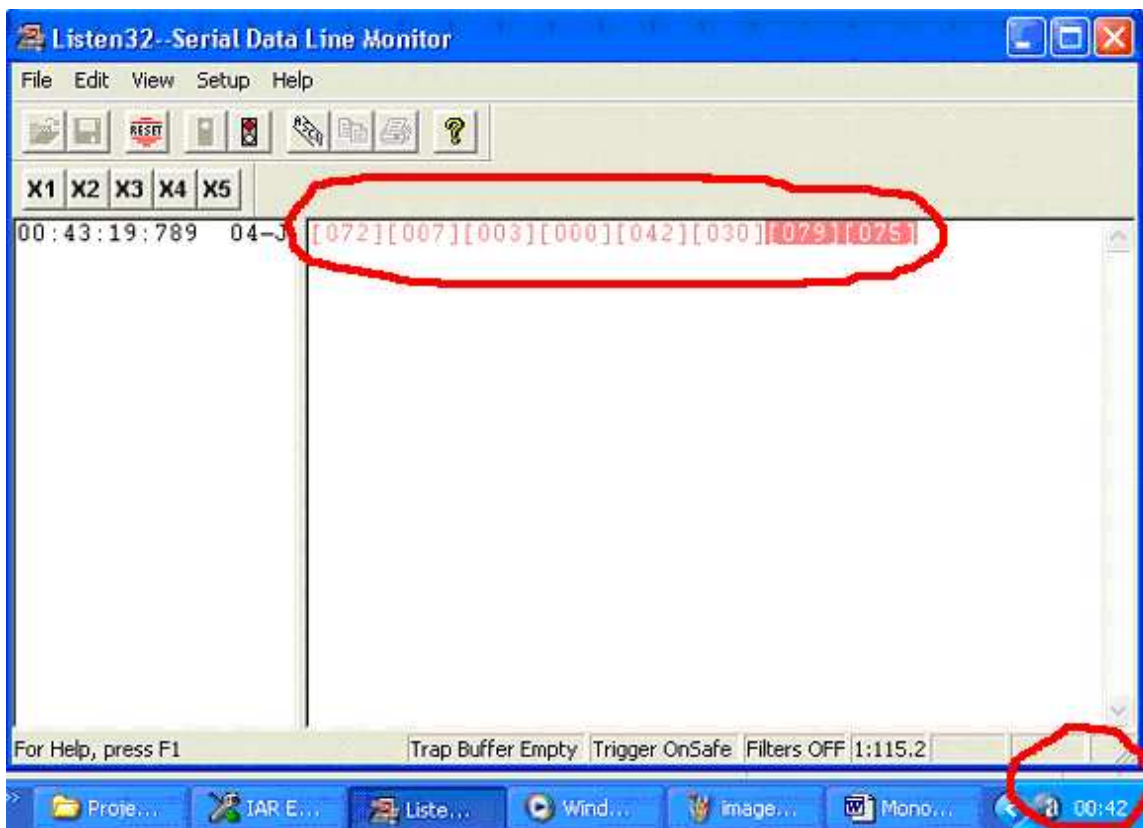 Listen32--Serial Data Line Monitor
File Edit View Setup Help
RESET ASCII ?
X1 X2 X3 X4 X5
00:43:19:789 04-J [072][007][003][000][042][030][079][075]
For Help, press F1 Trap Buffer Empty Trigger OnSafe Filters OFF 1:115.2
» Proje... IAR E... Liste... Wind... image... Mono... 00:42